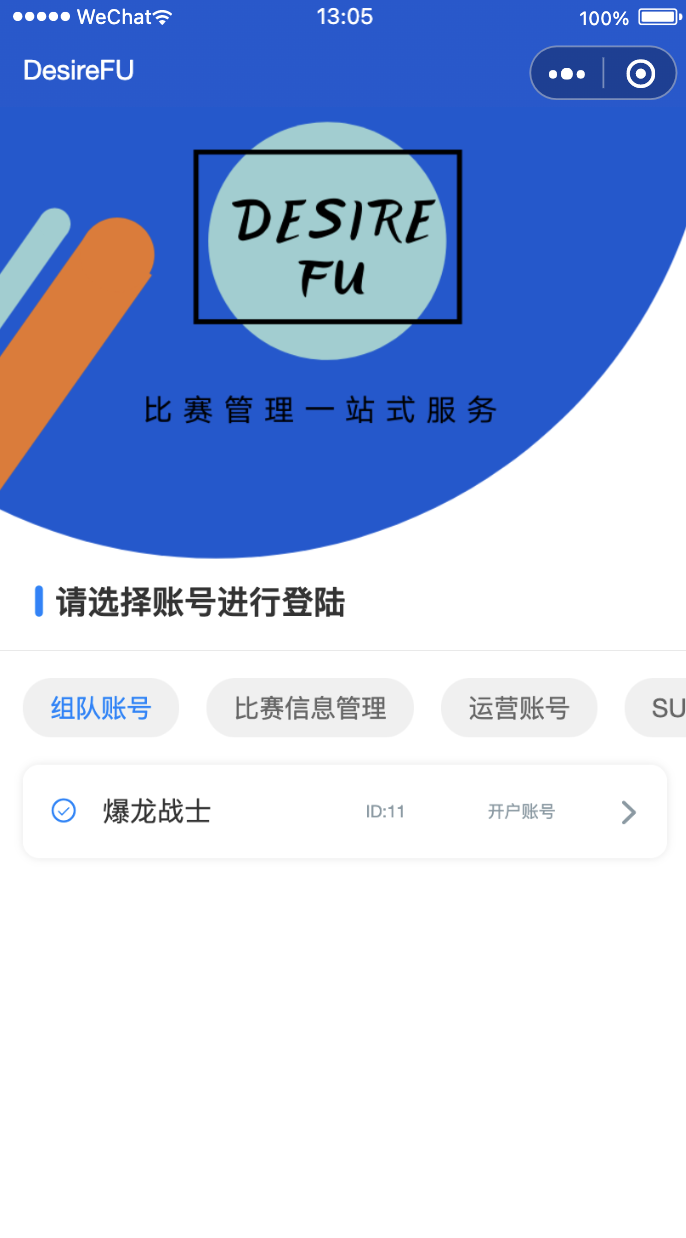 WeChat 13:05 100%
DesireFU
DESIRE
FU
比赛管理一站式服务
请选择账号进行登陆
组队账号 比赛信息管理 运营账号 SU
爆龙战士 ID:11 开户账号